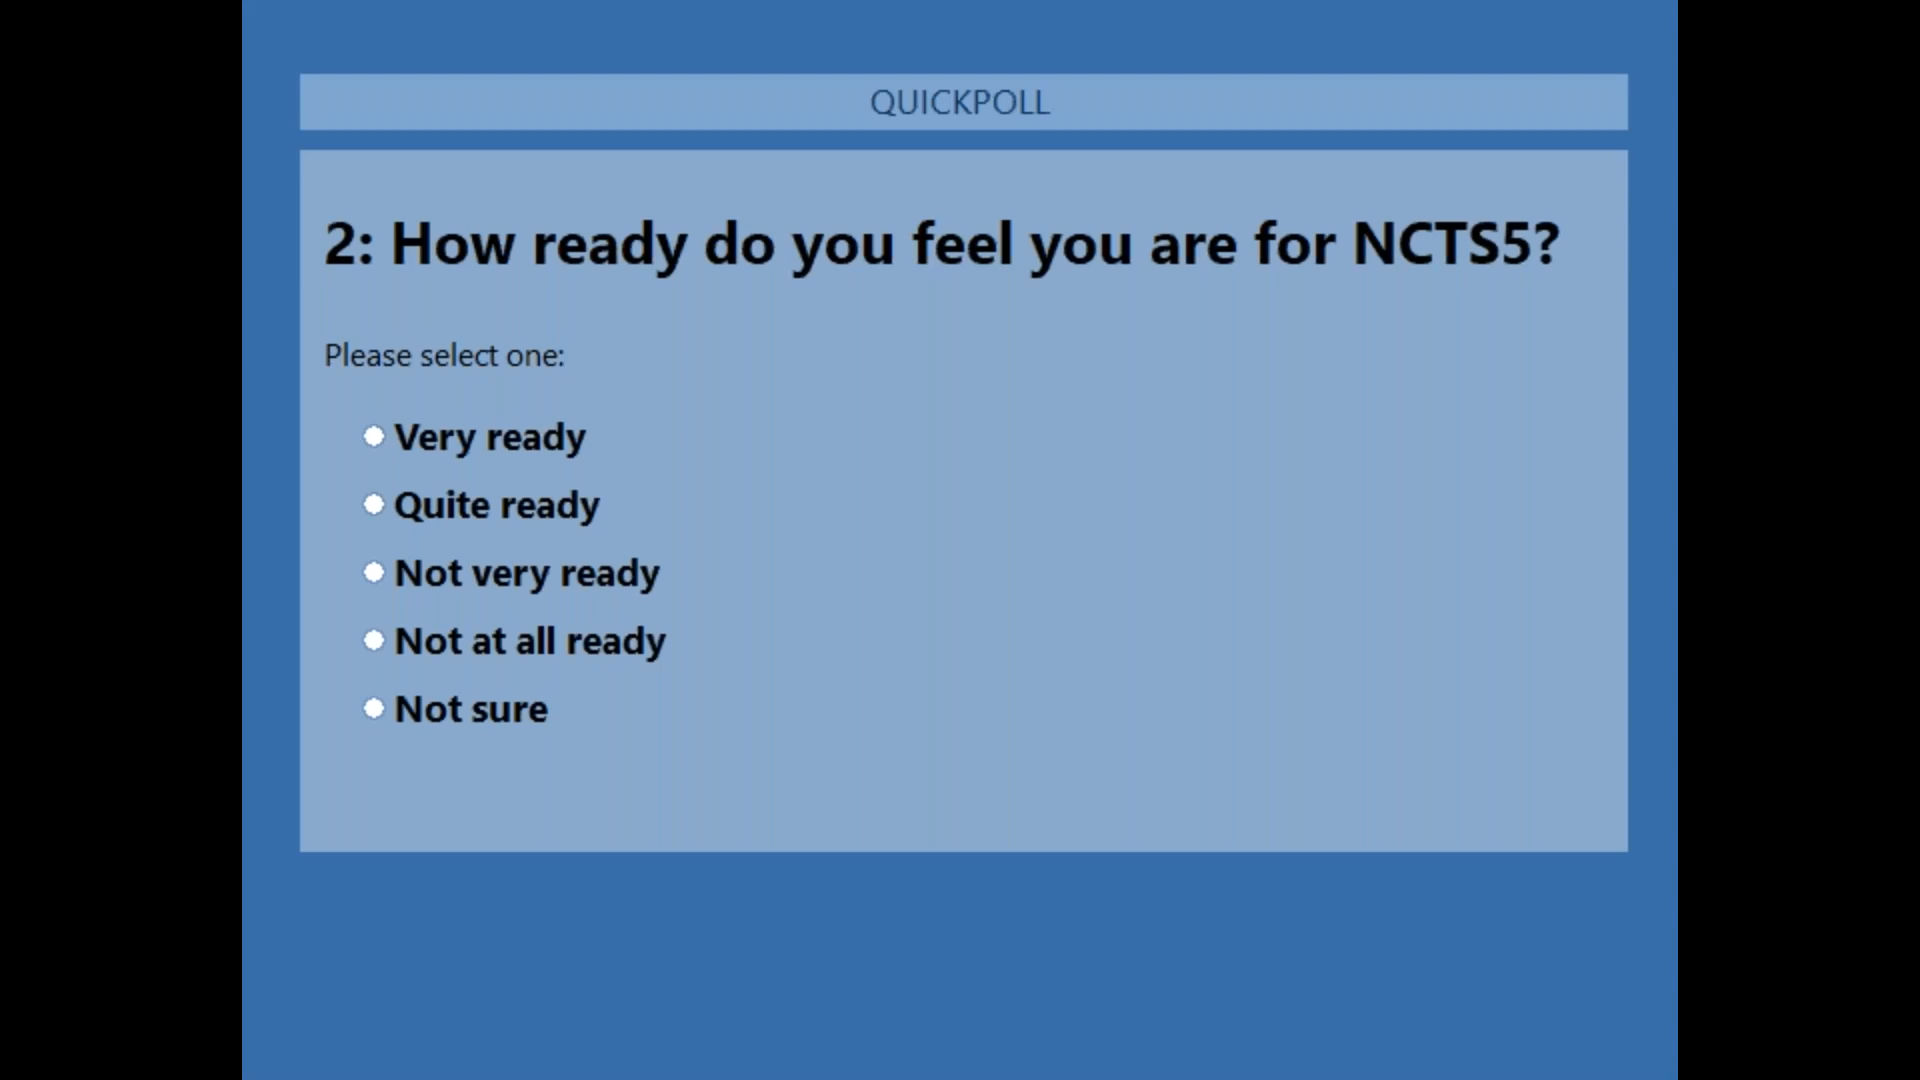 QUICKPOLL
2: How ready do you feel you are for NCTS5?
Please select one:
Very ready
Quite ready
Not very ready
Not at all ready
Not sure